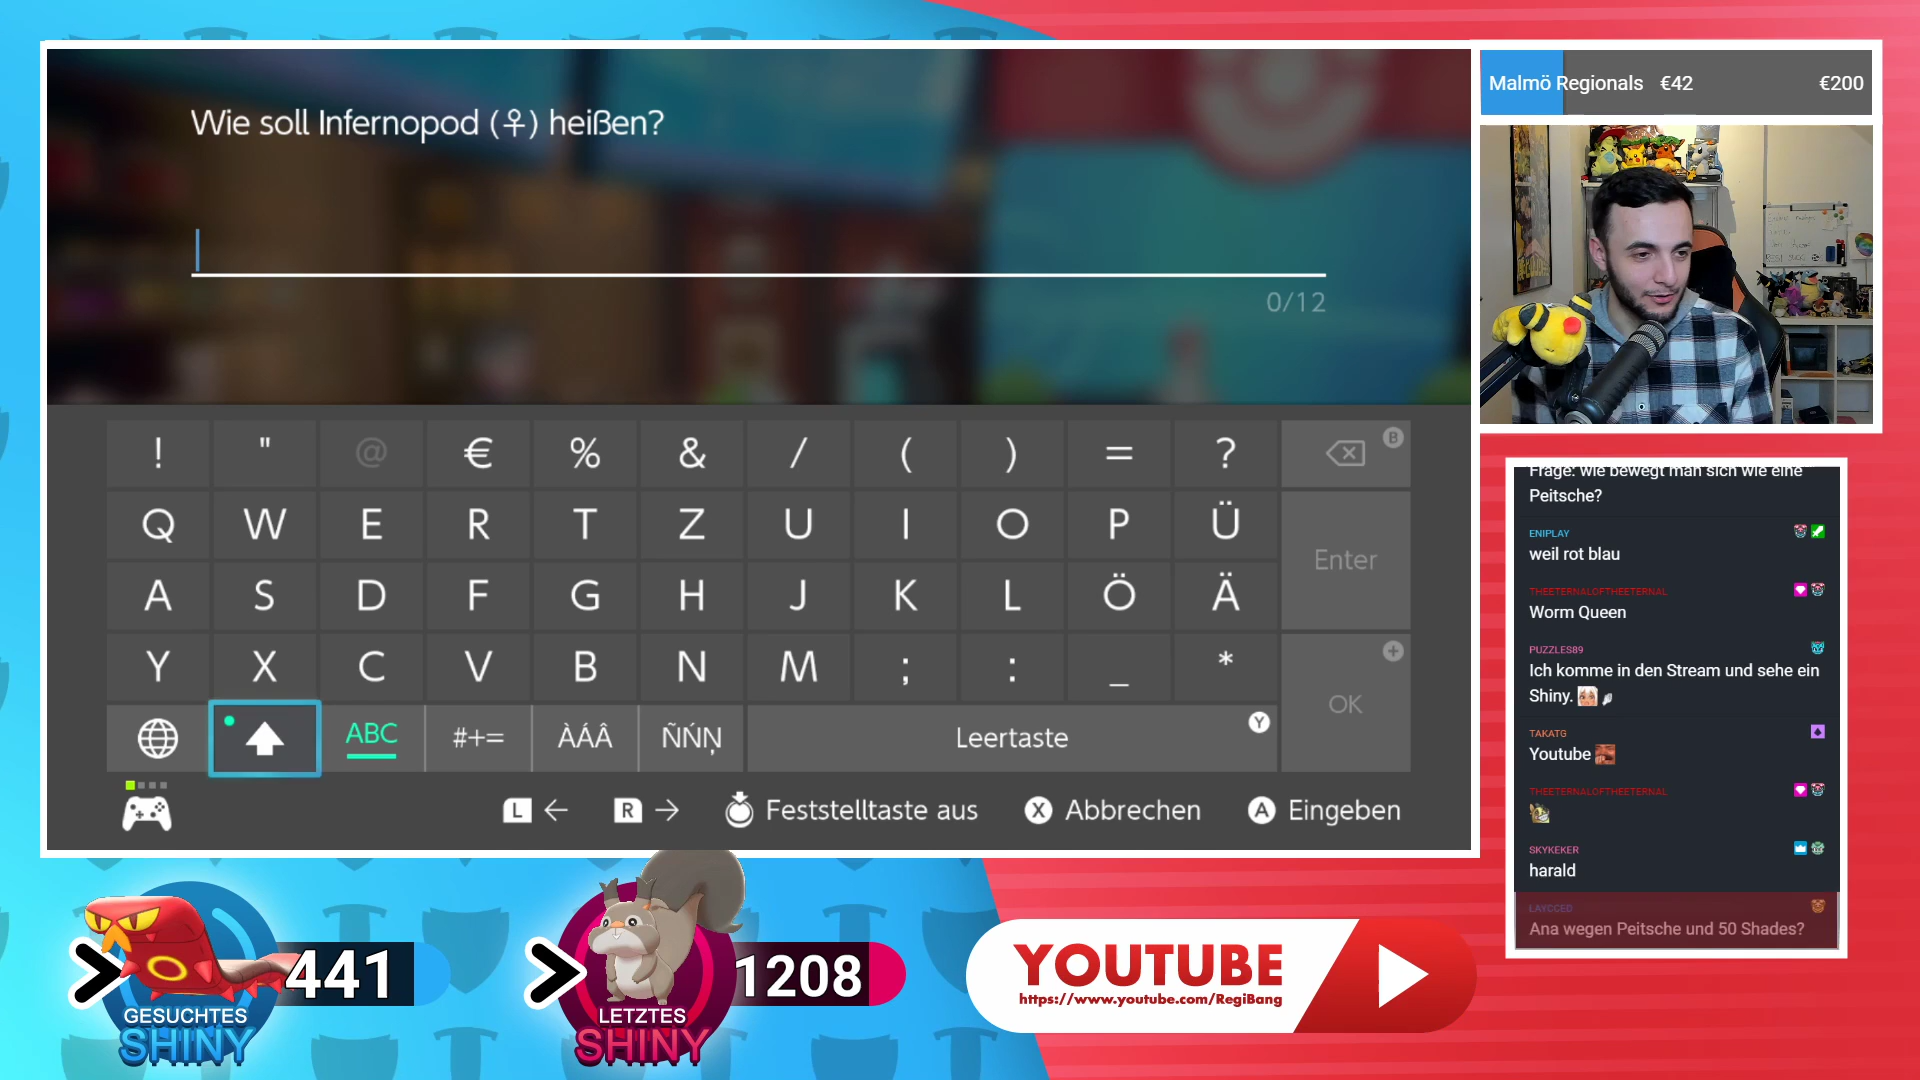 Wie soll Infernopod (♀) heißen?
0/12
! " @ € % & / ( ) = ? B
Q W E R T Z U I O P Ü
Enter
A S D F G H J K L Ö Ä
Y X C V B N M ; : _ * +
OK
ABC #+= ÀÁÂ ÑŃŅ Leertaste Y
L ← R → Feststelltaste aus X Abbrechen A Eingeben
Malmö Regionals €42 €200
Frage: wie bewegt man sich wie eine
Peitsche?
ENIPLAY
weil rot blau
THEETERNALOFTHEETERNAL
Worm Queen
PUZZLES89
Ich komme in den Stream und sehe ein
Shiny.
TAKATG
Youtube
THEETERNALOFTHEETERNAL
SKYKEKER
harald
LAYCCED
Ana wegen Peitsche und 50 Shades?
441
GESUCHTES
SHINY
1208
LETZTES
SHINY
YOUTUBE
https://www.youtube.com/RegiBang